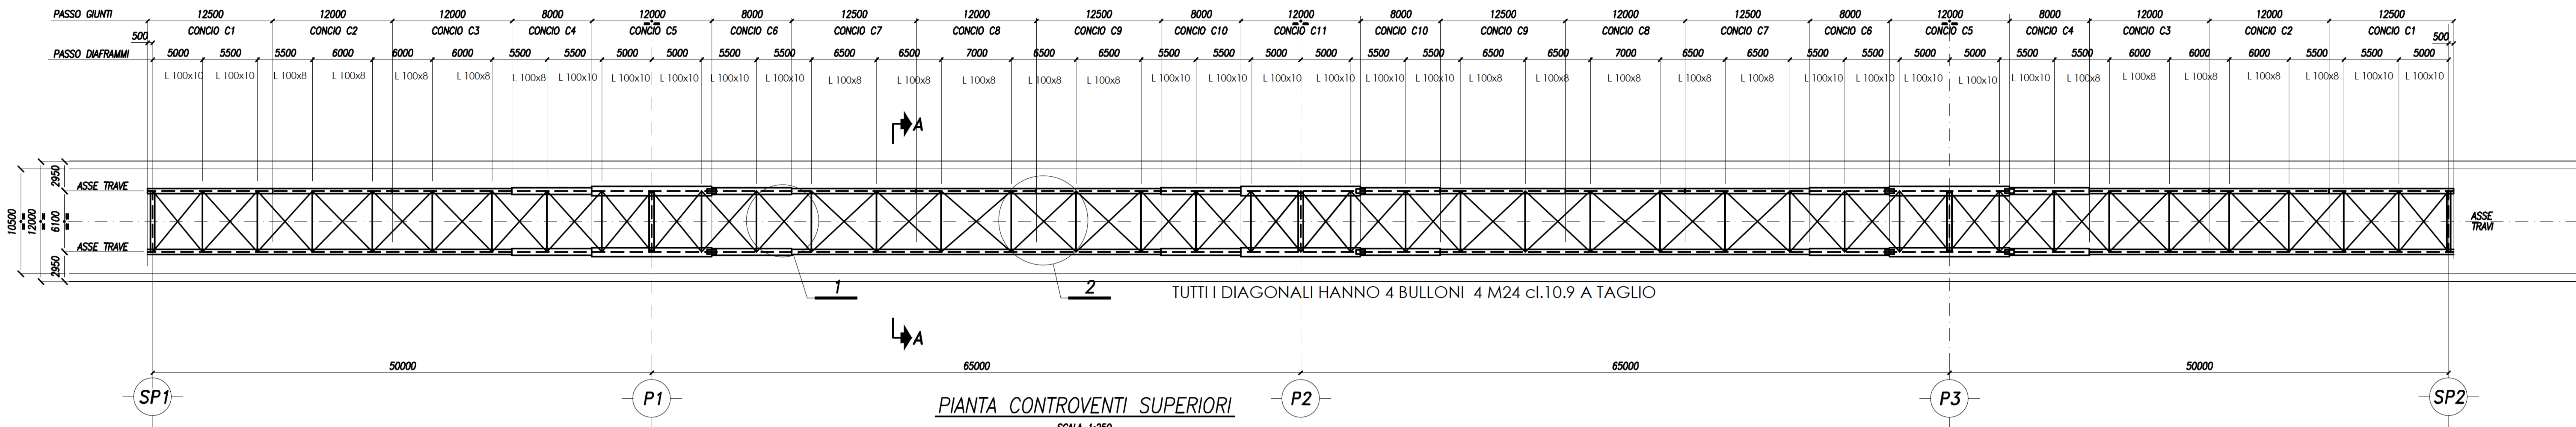 PASSO GIUNTI 12500 12000 12000 8000 12000 8000 12500 12000 12500 8000 12000 8000 12500 12000 12500 8000 12000 8000 12000 12000 12500
CONCIO C1 CONCIO C2 CONCIO C3 CONCIO C4 CONCIO C5 CONCIO C6 CONCIO C7 CONCIO C8 CONCIO C9 CONCIO C10 CONCIO C11 CONCIO C10 CONCIO C9 CONCIO C8 CONCIO C7 CONCIO C6 CONCIO C5 CONCIO C4 CONCIO C3 CONCIO C2 CONCIO C1
500 500
PASSO DIAFRAMMI 5000 5500 5500 6000 6000 6000 5500 5500 5000 5000 5500 5500 6500 6500 7000 6500 6500 5500 5500 5000 5000 5500 5500 6500 6500 7000 6500 6500 5500 5500 5000 5000 5500 5500 6000 6000 6000 5500 5500 5000
L 100x10 L 100x10 L 100x8 L 100x8 L 100x8 L 100x8 L 100x8 L 100x10 L 100x10 L 100x10 L 100x10 L 100x10 L 100x8 L 100x8 L 100x8 L 100x8 L 100x8 L 100x10 L 100x10 L 100x10 L 100x10 L 100x10 L 100x10 L 100x8 L 100x8 L 100x8 L 100x8 L 100x8 L 100x10 L 100x10 L 100x10 L 100x10 L 100x10 L 100x8 L 100x8 L 100x8 L 100x8 L 100x8 L 100x10 L 100x10
A
2950
ASSE TRAVE
10500 12000 6100
ASSE
TRAVI
ASSE TRAVE
2950
1 2
TUTTI I DIAGONALI HANNO 4 BULLONI 4 M24 cl.10.9 A TAGLIO
A
50000 65000 65000 50000
SP1 P1 P2 P3 SP2
PIANTA CONTROVENTI SUPERIORI
SCALA 1:250